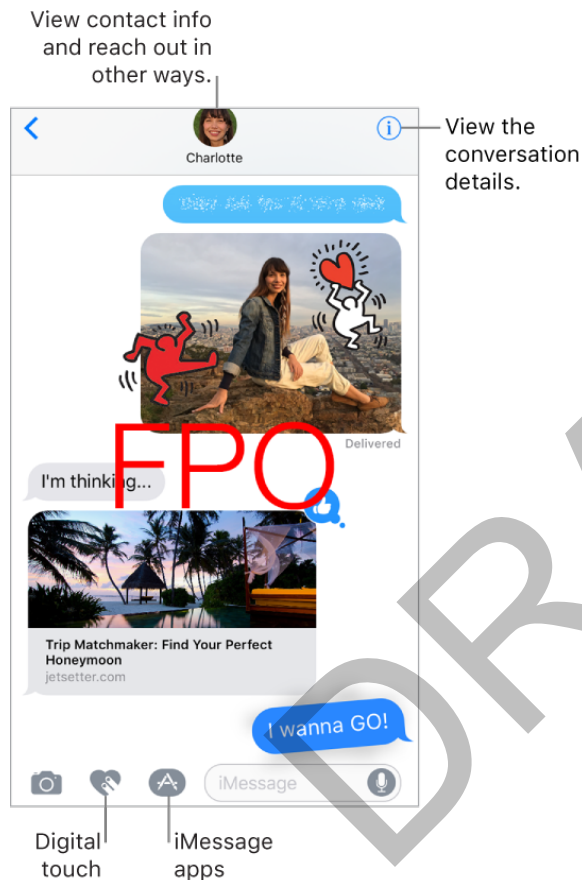 View contact info
and reach out in
other ways.
View the
conversation
details.
Charlotte
Delivered
FPO
I'm thinking...
Trip Matchmaker: Find Your Perfect
Honeymoon
jetsetter.com
I wanna GO!
iMessage
Digital
touch
iMessage
apps